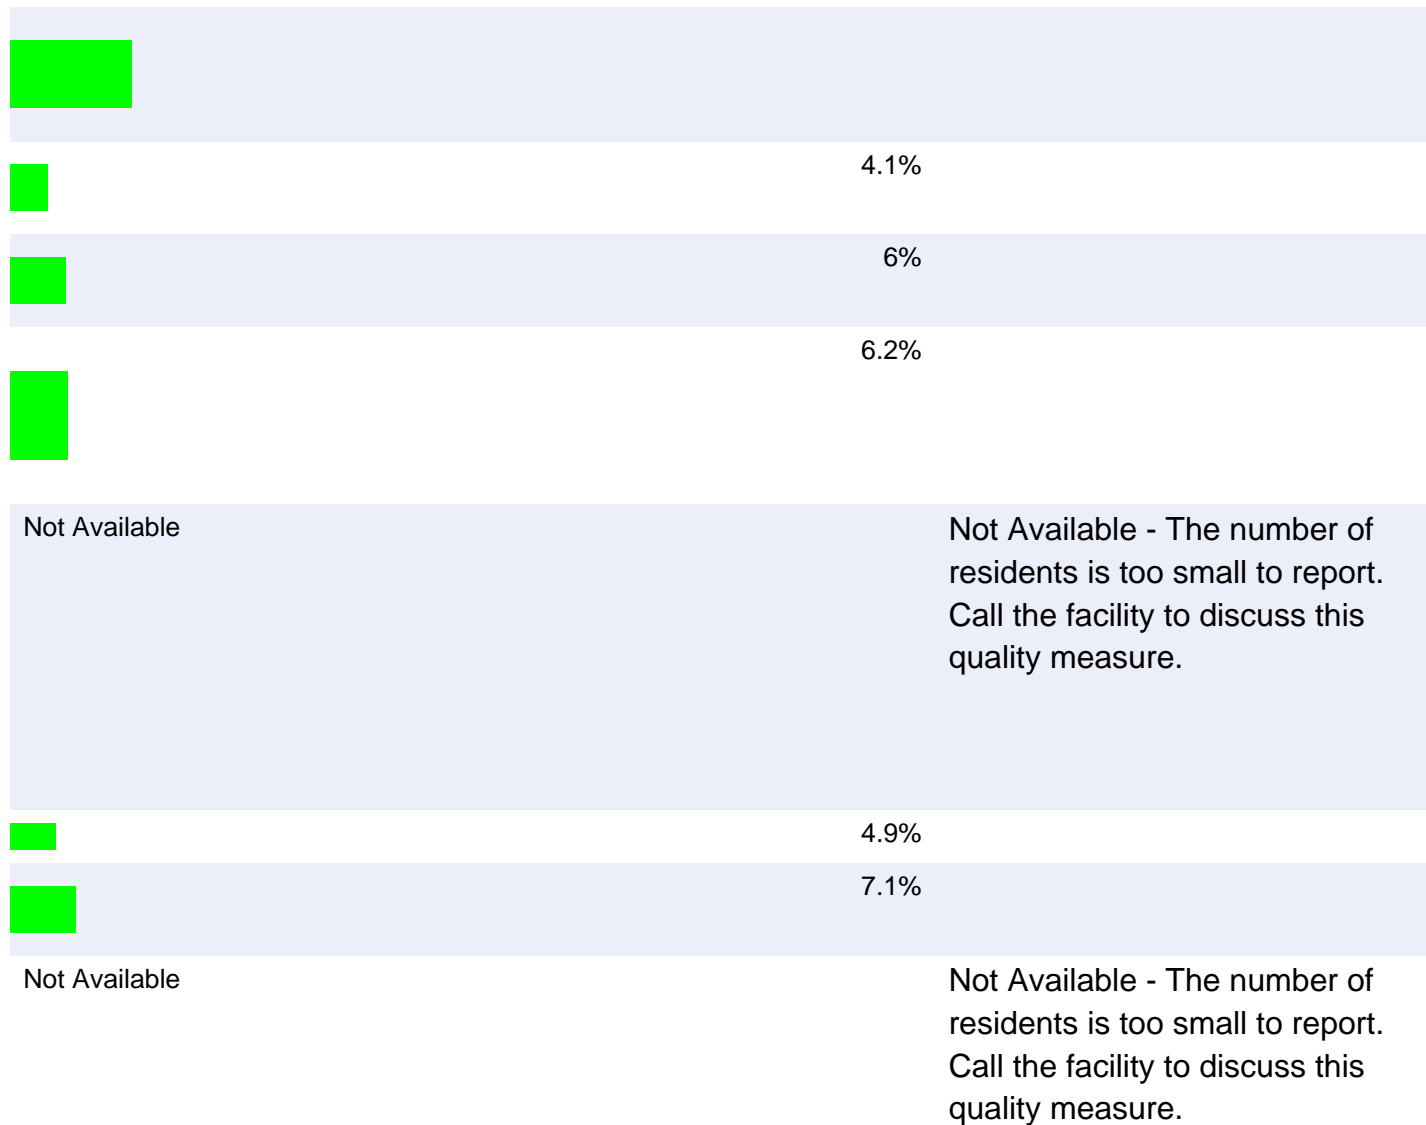 4.1%
6%
6.2%
Not Available
Not Available - The number of
residents is too small to report.
Call the facility to discuss this
quality measure.
4.9%
7.1%
Not Available
Not Available - The number of
residents is too small to report.
Call the facility to discuss this
quality measure.